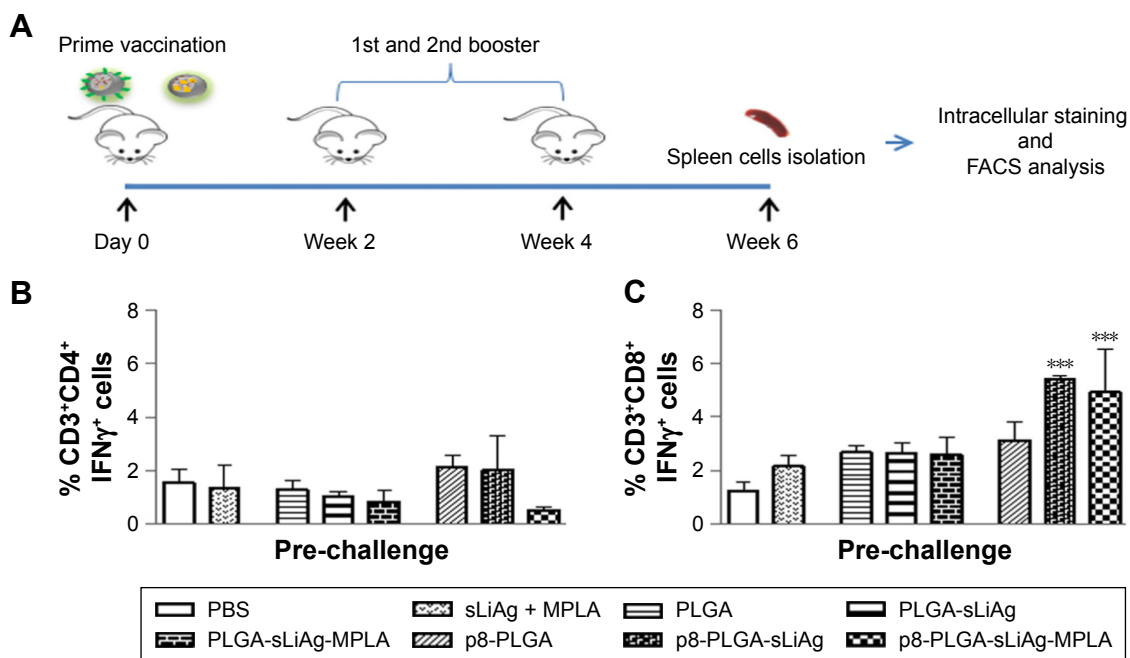 A
Prime vaccination
1st and 2nd booster
Spleen cells isolation
Intracellular staining
and
FACS analysis
Day 0
Week 2
Week 4
Week 6
B
% CD3⁺CD4⁺
IFNγ⁺ cells
8
6
4
2
0
Pre-challenge
C
% CD3⁺CD8⁺
IFNγ⁺ cells
8
6
4
2
0
***
***
Pre-challenge
PBS
sLiAg + MPLA
PLGA
PLGA-sLiAg
PLGA-sLiAg-MPLA
p8-PLGA
p8-PLGA-sLiAg
p8-PLGA-sLiAg-MPLA